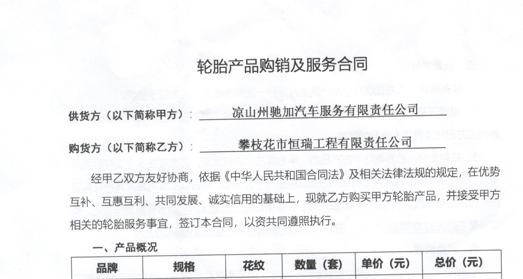 轮胎产品购销及服务合同
供货方（以下简称甲方）： 凉山州驰加汽车服务有限责任公司
购货方（以下简称乙方）： 攀枝花市恒瑞工程有限责任公司
经甲乙双方友好协商，依据《中华人民共和国合同法》及相关法律法规的规定，在优势
互补、互惠互利、共同发展、诚实信用的基础上，现就乙方购买甲方轮胎产品，并接受甲方
相关的轮胎服务事宜，签订本合同，以资共同遵照执行。
一、产品概况
品牌 规格 花纹 数量（套） 单价（元） 总价（元）